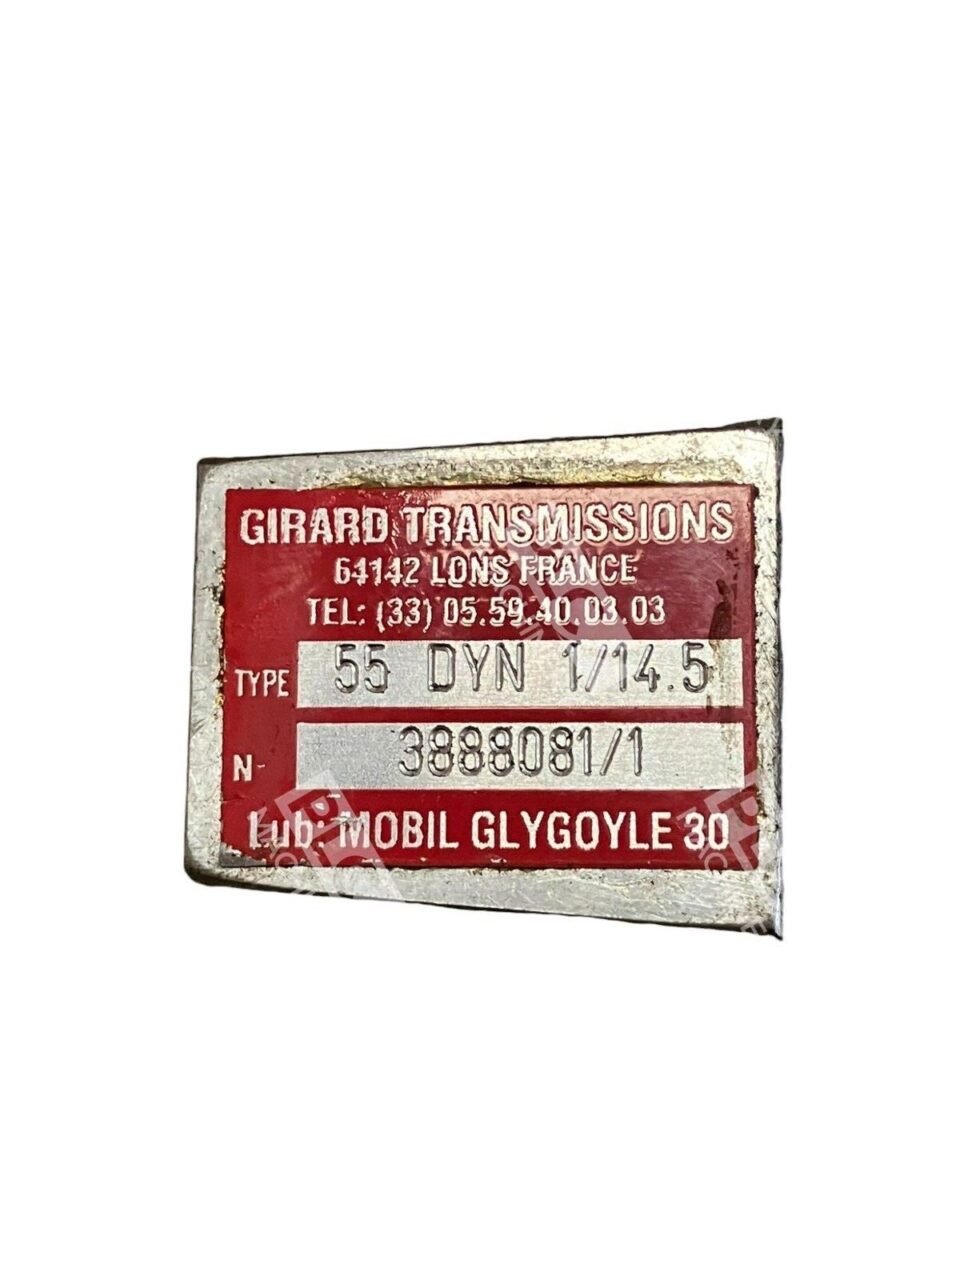 GIRARD TRANSMISSIONS
64142 LONS FRANCE
TEL: (33) 05.59.40.03.03
TYPE 55 DYN 1/14.5
N- 3888081/1
Lub: MOBIL GLYGOYLE 30